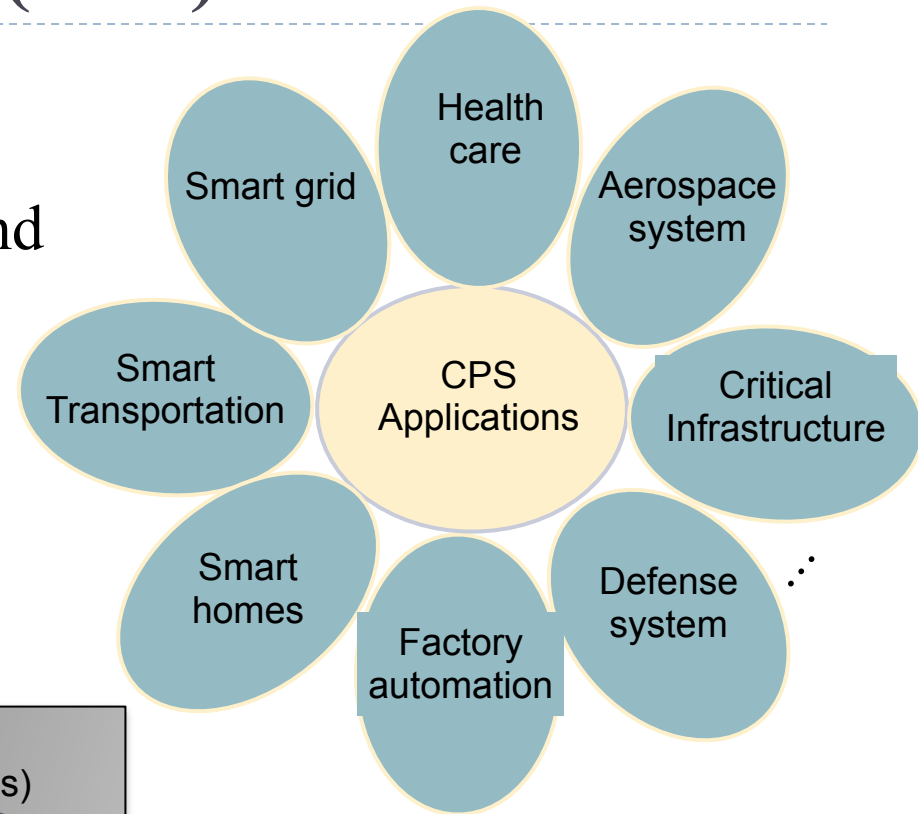 Health
care
Smart grid
Aerospace
system
Smart
Transportation
CPS
Applications
Critical
Infrastructure
Smart
homes
Defense
system
...
Factory
automation
s)